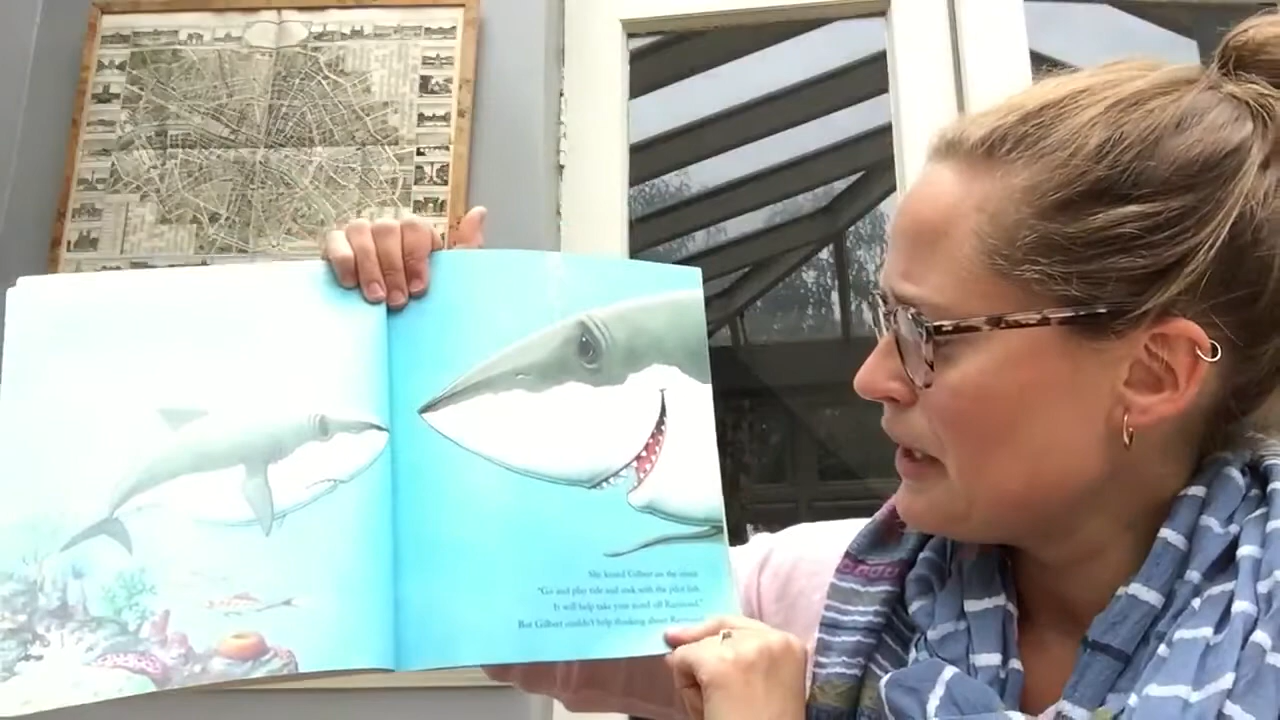 She kissed Gilbert on the snout.
"Go and play tide and seek with the pilot fish.
It will help take your mind off Raymond."
But Gilbert couldn't help thinking about Raymond